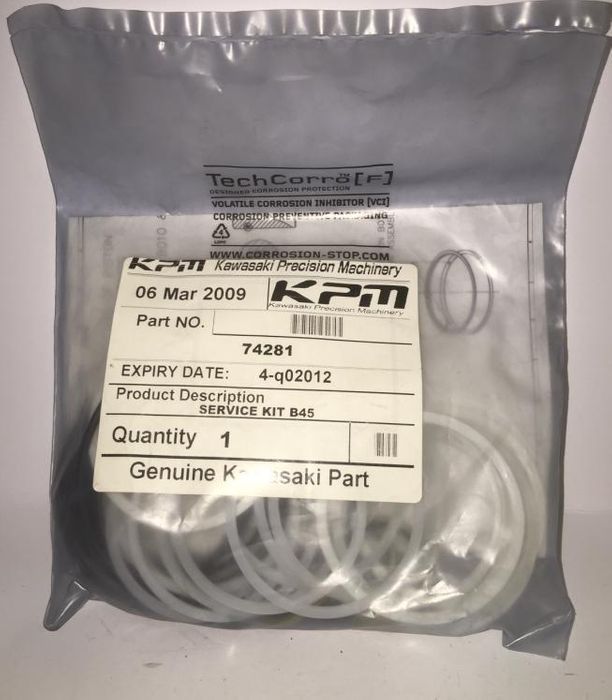 TechCorro™[F]
DESIGNED CORROSION PROTECTION
VOLATILE CORROSION INHIBITOR [VCI]
CORROSION PREVENTIVE PACKAGING
WWW.CORROSION-STOP.COM
KPM Kawasaki Precision Machinery
06 Mar 2009
KPM
Kawasaki Precision Machinery
Part NO.
74281
EXPIRY DATE: 4-q02012
Product Description
SERVICE KIT B45
Quantity 1
Genuine Kawasaki Part